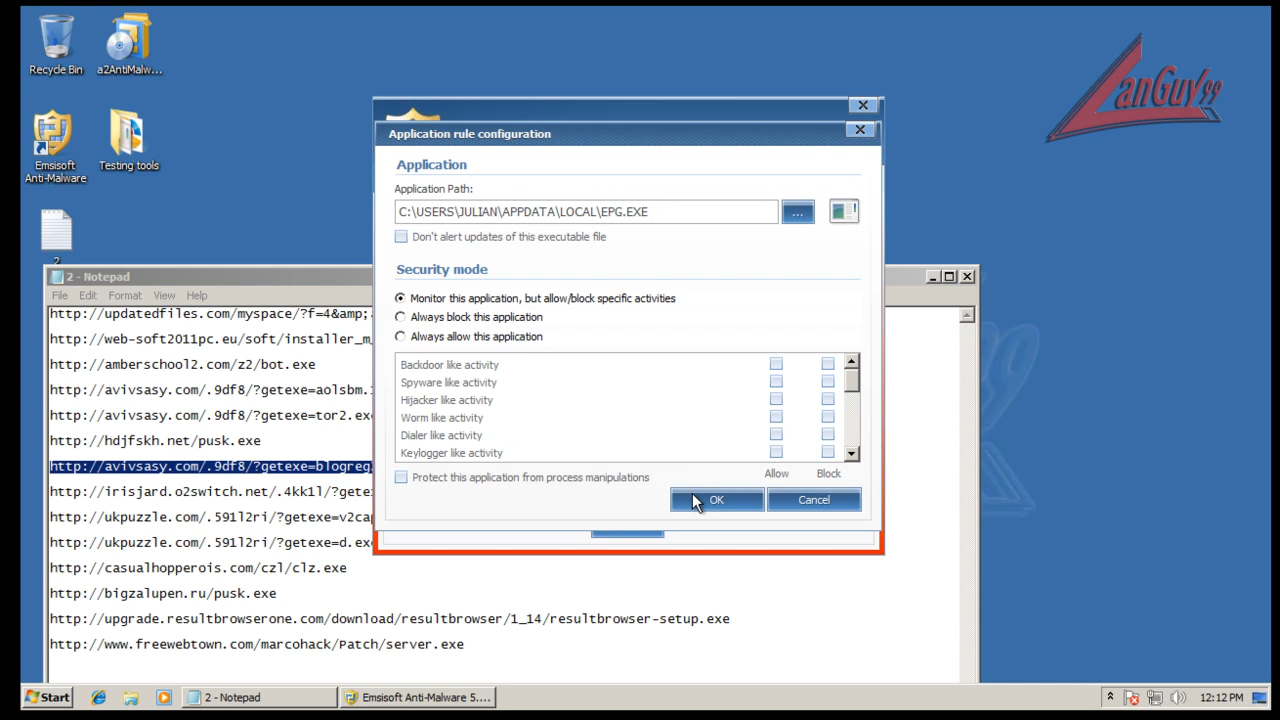 Recycle Bin
a2AntiMalw...
Emsisoft
Anti-Malware
Testing tools
2
LanGuy99
Application rule configuration
Application
Application Path:
C:\USERS\JULIAN\APPDATA\LOCAL\EPG.EXE
...
Don't alert updates of this executable file
Security mode
Monitor this application, but allow/block specific activities
Always block this application
Always allow this application
Backdoor like activity
Spyware like activity
Hijacker like activity
Worm like activity
Dialer like activity
Keylogger like activity
Allow Block
Protect this application from process manipulations
OK Cancel
2 - Notepad
File Edit Format View Help
http://updatedfiles.com/myspace/?f=4&amp;
http://web-soft2011pc.eu/soft/installer_m
http://amberschool2.com/z2/bot.exe
http://avivsasy.com/.9df8/?getexe=aolsbm.
http://avivsasy.com/.9df8/?getexe=tor2.ex
http://hdjfskh.net/pusk.exe
http://avivsasy.com/.9df8/?getexe=blogreg
http://irisjard.o2switch.net/.4kk1l/?gete
http://ukpuzzle.com/.591l2ri/?getexe=v2cap
http://ukpuzzle.com/.591l2ri/?getexe=d.ex
http://casualhopperois.com/czl/clz.exe
http://bigzalupen.ru/pusk.exe
http://upgrade.resultbrowserone.com/download/resultbrowser/1_14/resultbrowser-setup.exe
http://www.freewebtown.com/marcohack/Patch/server.exe
Start
2 - Notepad
Emsisoft Anti-Malware 5....
12:12 PM